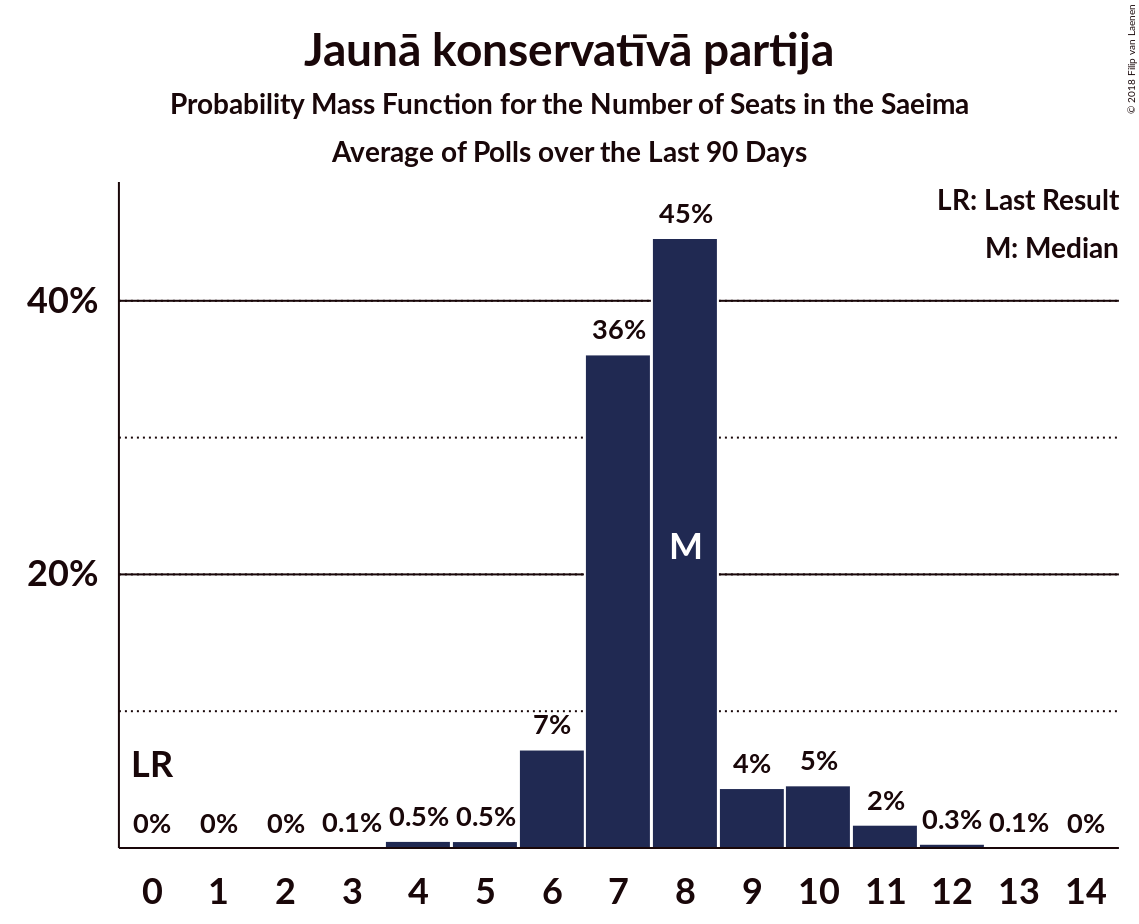 Jaunā konservatīvā partija
Probability Mass Function for the Number of Seats in the Saeima
Average of Polls over the Last 90 Days
© 2018 Filip van Laenen
LR: Last Result
M: Median
45%
40%
36%
M
20%
7%
LR
4%
5%
2%
0%
0%
0%
0.1%
0.5%
0.5%
0.3%
0.1%
0%
0 1 2 3 4 5 6 7 8 9 10 11 12 13 14